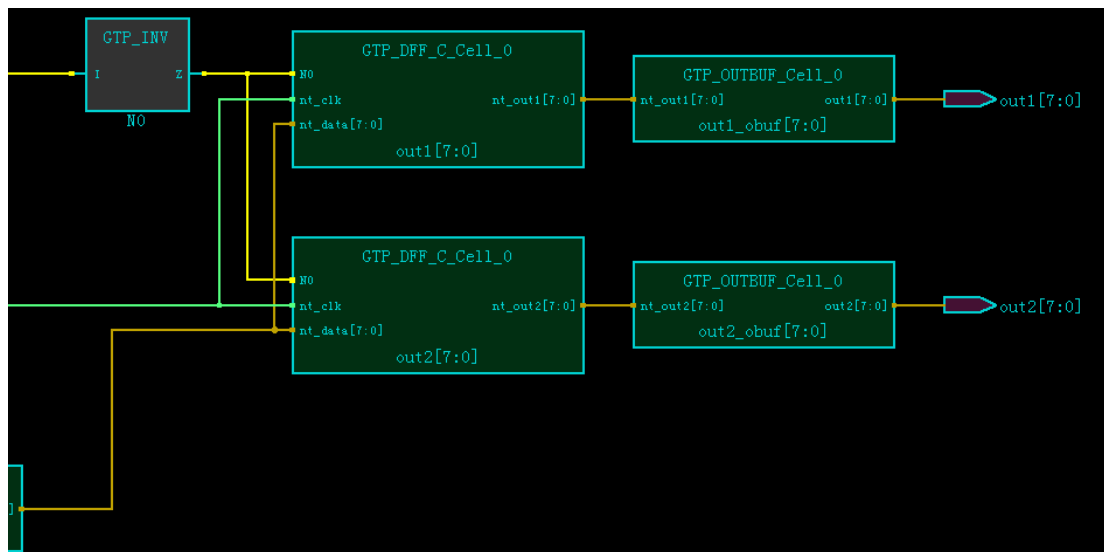 GTP_INV
I
Z
N0
GTP_DFF_C_Cell_0
N0
nt_clk
nt_data[7:0]
nt_out1[7:0]
out1[7:0]
GTP_OUTBUF_Cell_0
nt_out1[7:0]
out1[7:0]
out1_obuf[7:0]
out1[7:0]
GTP_DFF_C_Cell_0
N0
nt_clk
nt_data[7:0]
nt_out2[7:0]
out2[7:0]
GTP_OUTBUF_Cell_0
nt_out2[7:0]
out2[7:0]
out2_obuf[7:0]
out2[7:0]
]